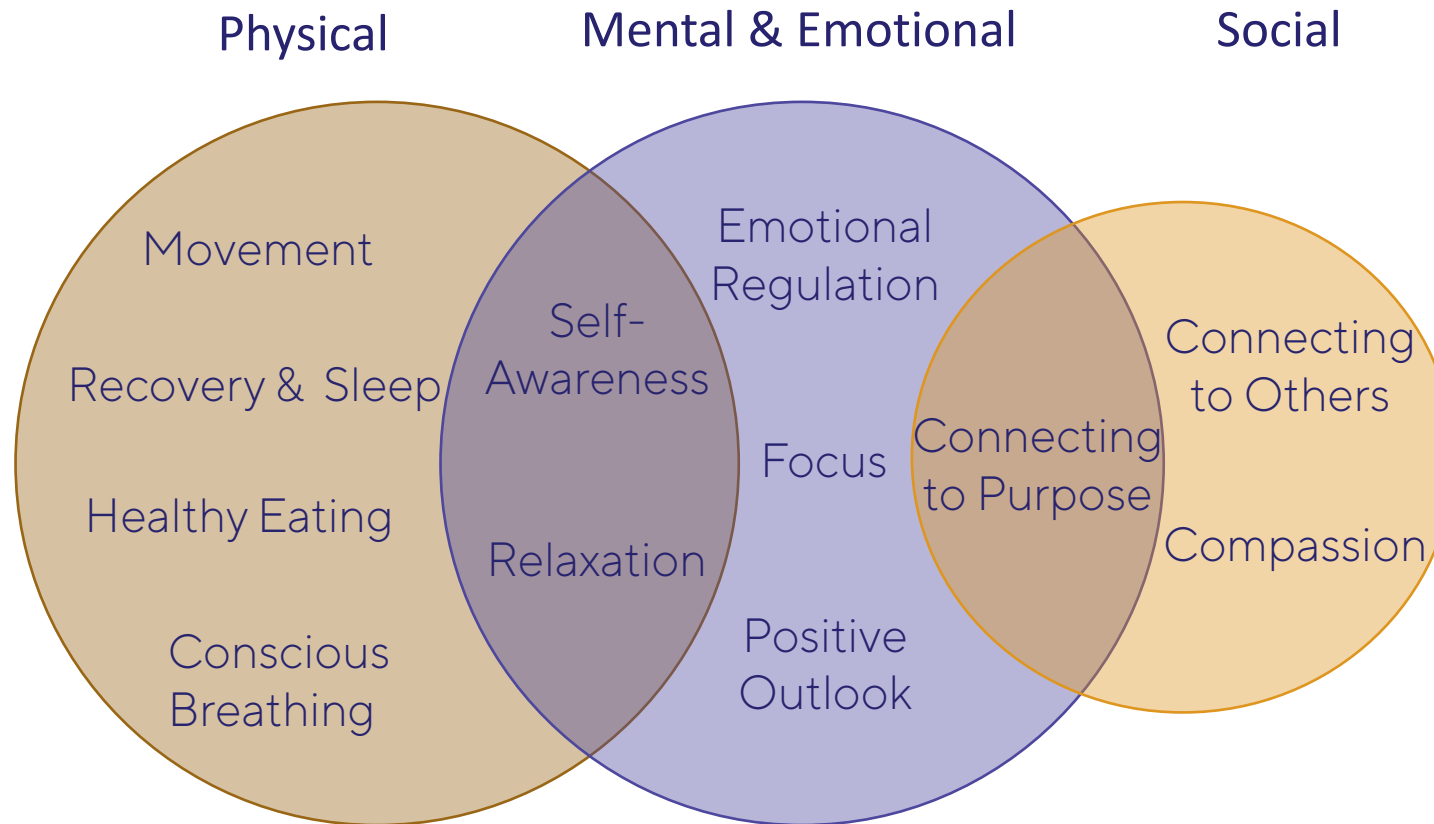 Physical
Mental & Emotional
Social
Movement
Recovery & Sleep
Healthy Eating
Conscious
Breathing
Self-
Awareness
Relaxation
Emotional
Regulation
Focus
Positive
Outlook
Connecting
to Purpose
Connecting
to Others
Compassion